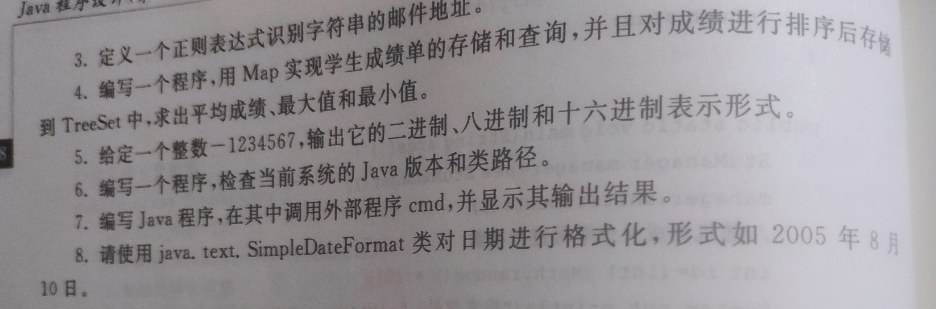 Java 程序设计
3. 定义一个正则表达式识别字符串的邮件地址。
4. 编写一个程序,用 Map 实现学生成绩单的存储和查询,并且对成绩进行排序后存储
到 TreeSet 中,求出平均成绩、最大值和最小值。
5. 给定一个整数-1234567,输出它的二进制、八进制和十六进制表示形式。
6. 编写一个程序,检查当前系统的 Java 版本和类路径。
7. 编写 Java 程序,在其中调用外部程序 cmd,并显示其输出结果。
8. 请使用 java. text. SimpleDateFormat 类对日期进行格式化,形式如 2005 年 8 月
10 日。